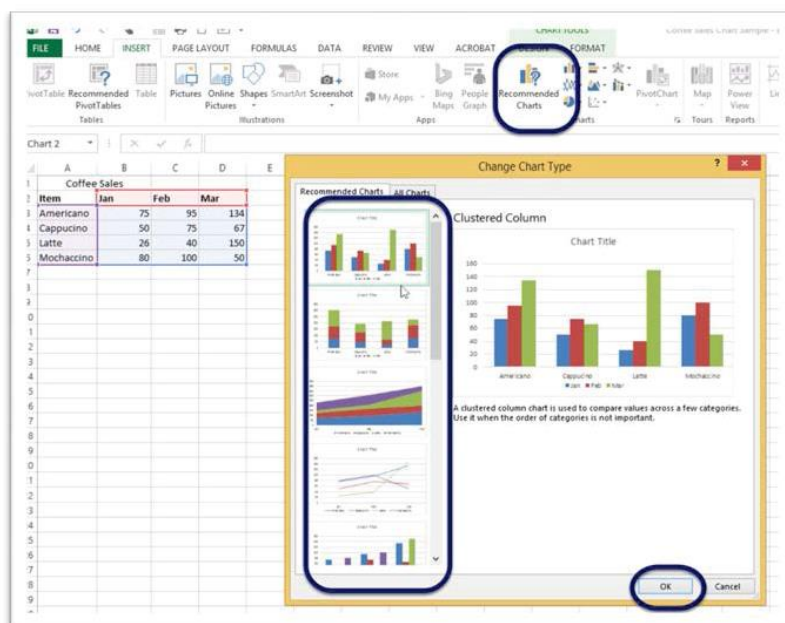 CHART TOOLS
FILE HOME INSERT PAGE LAYOUT FORMULAS DATA REVIEW VIEW ACROBAT DESIGN FORMAT
Recommended PivotTables Table Pictures Online Pictures Shapes SmartArt Screenshot Store My Apps Bing Maps People Graph Recommended Charts PivotChart Map Power View
Tables Illustrations Apps Tours Reports
Chart 2
A B C D E
Coffee Sales
Item Jan Feb Mar
Americano 75 95 134
Cappucino 50 75 67
Latte 26 40 150
Mochaccino 80 100 50
Change Chart Type
Recommended Charts All Charts
Clustered Column
Chart Title
160
140
120
100
80
60
40
20
0
Americano Cappucino Latte Mochaccino
Jan Feb Mar
A clustered column chart is used to compare values across a few categories.
Use it when the order of categories is not important.
OK Cancel